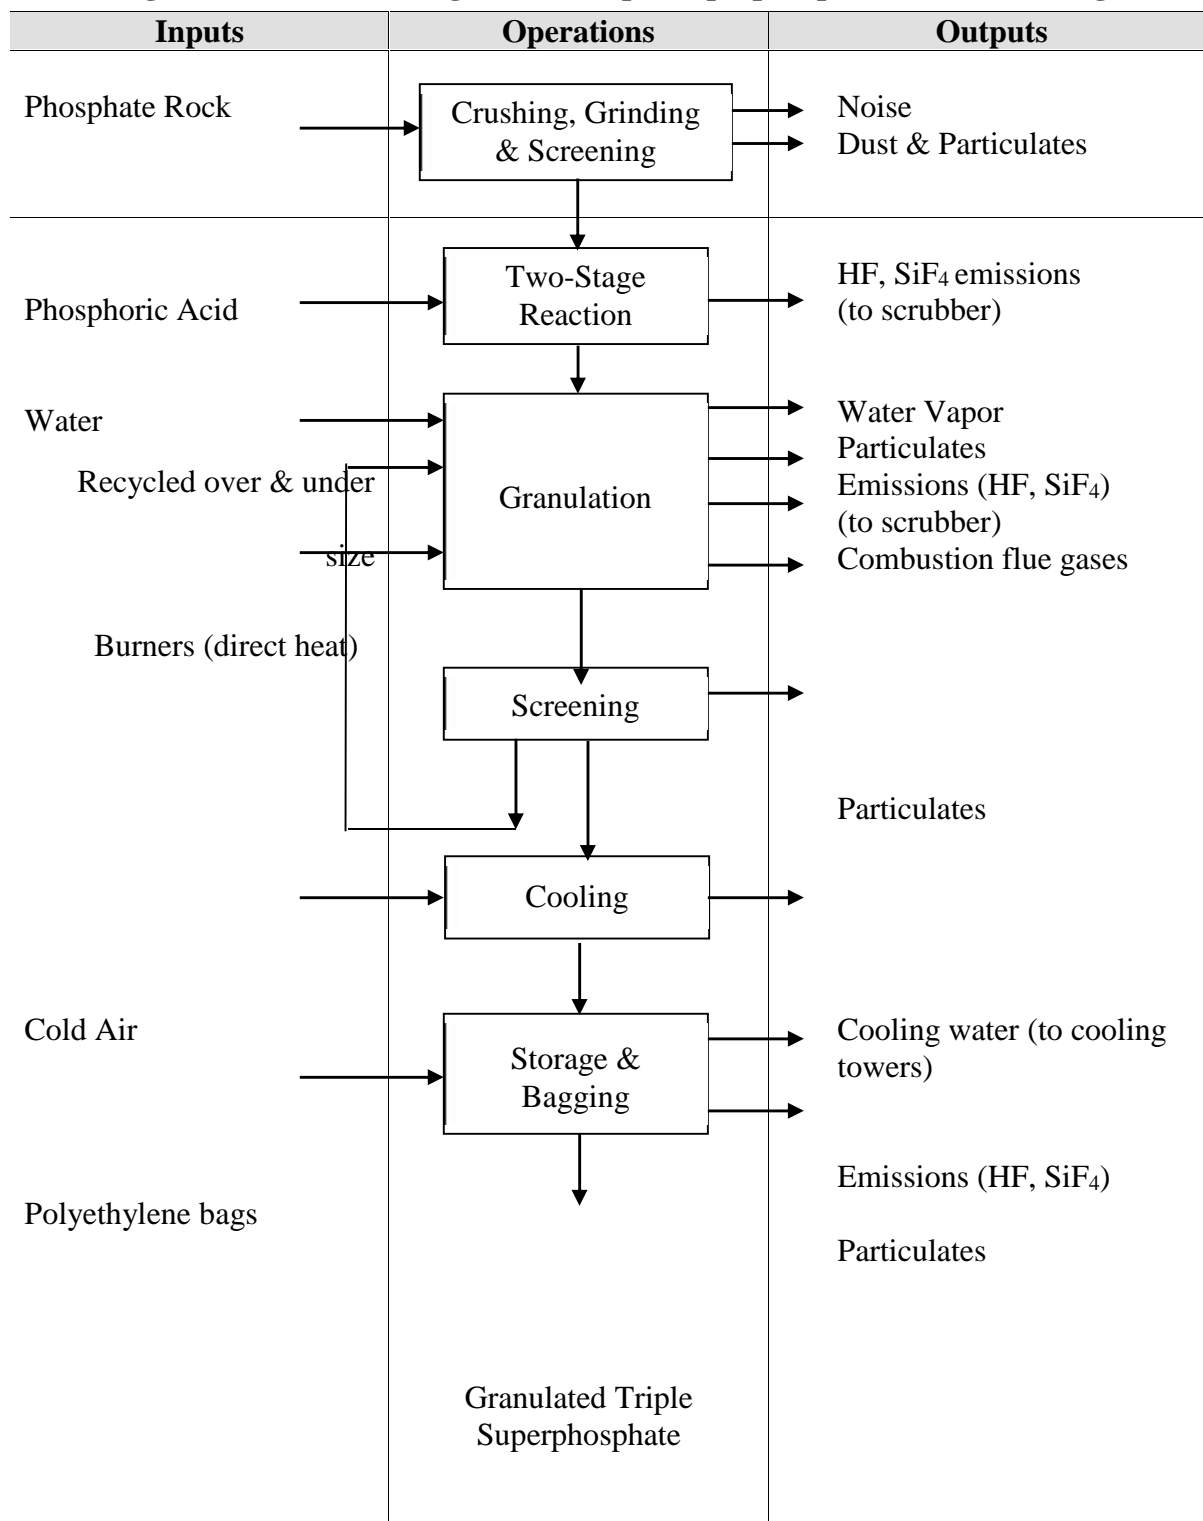 Inputs
Operations
Outputs
Phosphate Rock
Crushing, Grinding
& Screening
Noise
Dust & Particulates
Phosphoric Acid
Two-Stage
Reaction
HF, SiF₄ emissions
(to scrubber)
Water
Recycled over & under
size
Burners (direct heat)
Granulation
Water Vapor
Particulates
Emissions (HF, SiF₄)
(to scrubber)
Combustion flue gases
Screening
Particulates
Cooling
Cold Air
Cooling water (to cooling
towers)
Storage &
Bagging
Polyethylene bags
Emissions (HF, SiF₄)
Particulates
Granulated Triple
Superphosphate